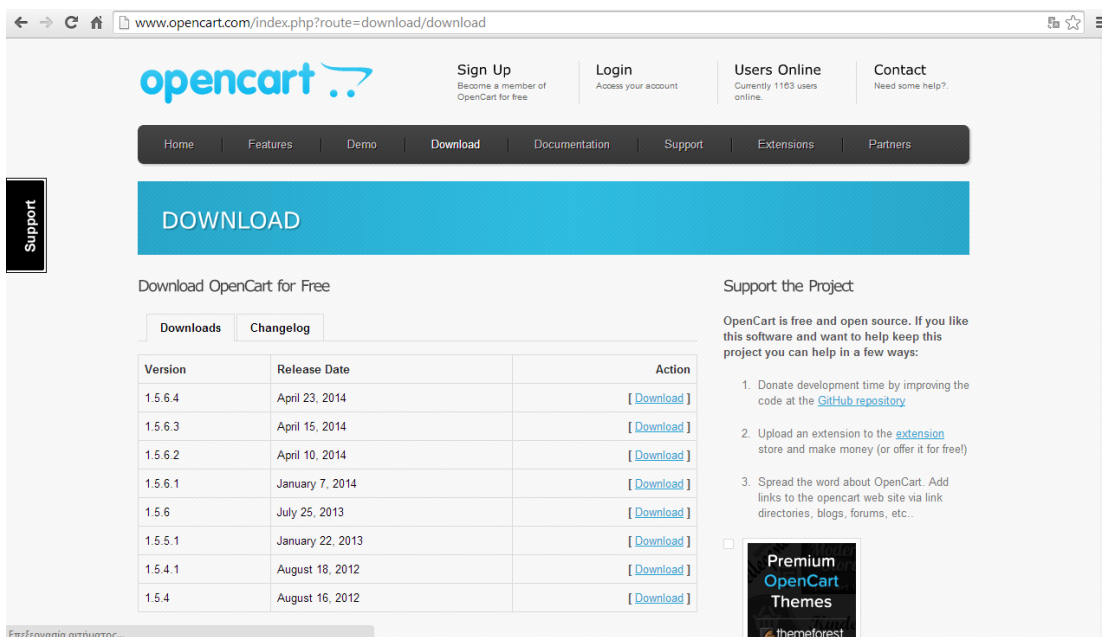 www.opencart.com/index.php?route=download/download
opencart
Sign Up
Become a member of
OpenCart for free
Login
Access your account
Users Online
Currently 1163 users
online.
Contact
Need some help?.
Home Features Demo Download Documentation Support Extensions Partners
Support
DOWNLOAD
Download OpenCart for Free
Downloads Changelog
Version Release Date Action
1.5.6.4 April 23, 2014 [ Download ]
1.5.6.3 April 15, 2014 [ Download ]
1.5.6.2 April 10, 2014 [ Download ]
1.5.6.1 January 7, 2014 [ Download ]
1.5.6 July 25, 2013 [ Download ]
1.5.5.1 January 22, 2013 [ Download ]
1.5.4.1 August 18, 2012 [ Download ]
1.5.4 August 16, 2012 [ Download ]
Support the Project
OpenCart is free and open source. If you like
this software and want to help keep this
project you can help in a few ways:
1. Donate development time by improving the
code at the GitHub repository
2. Upload an extension to the extension
store and make money (or offer it for free!)
3. Spread the word about OpenCart. Add
links to the opencart web site via link
directories, blogs, forums, etc..
Premium
OpenCart
Themes
themeforest
Επεξεργασία αιτήματος...